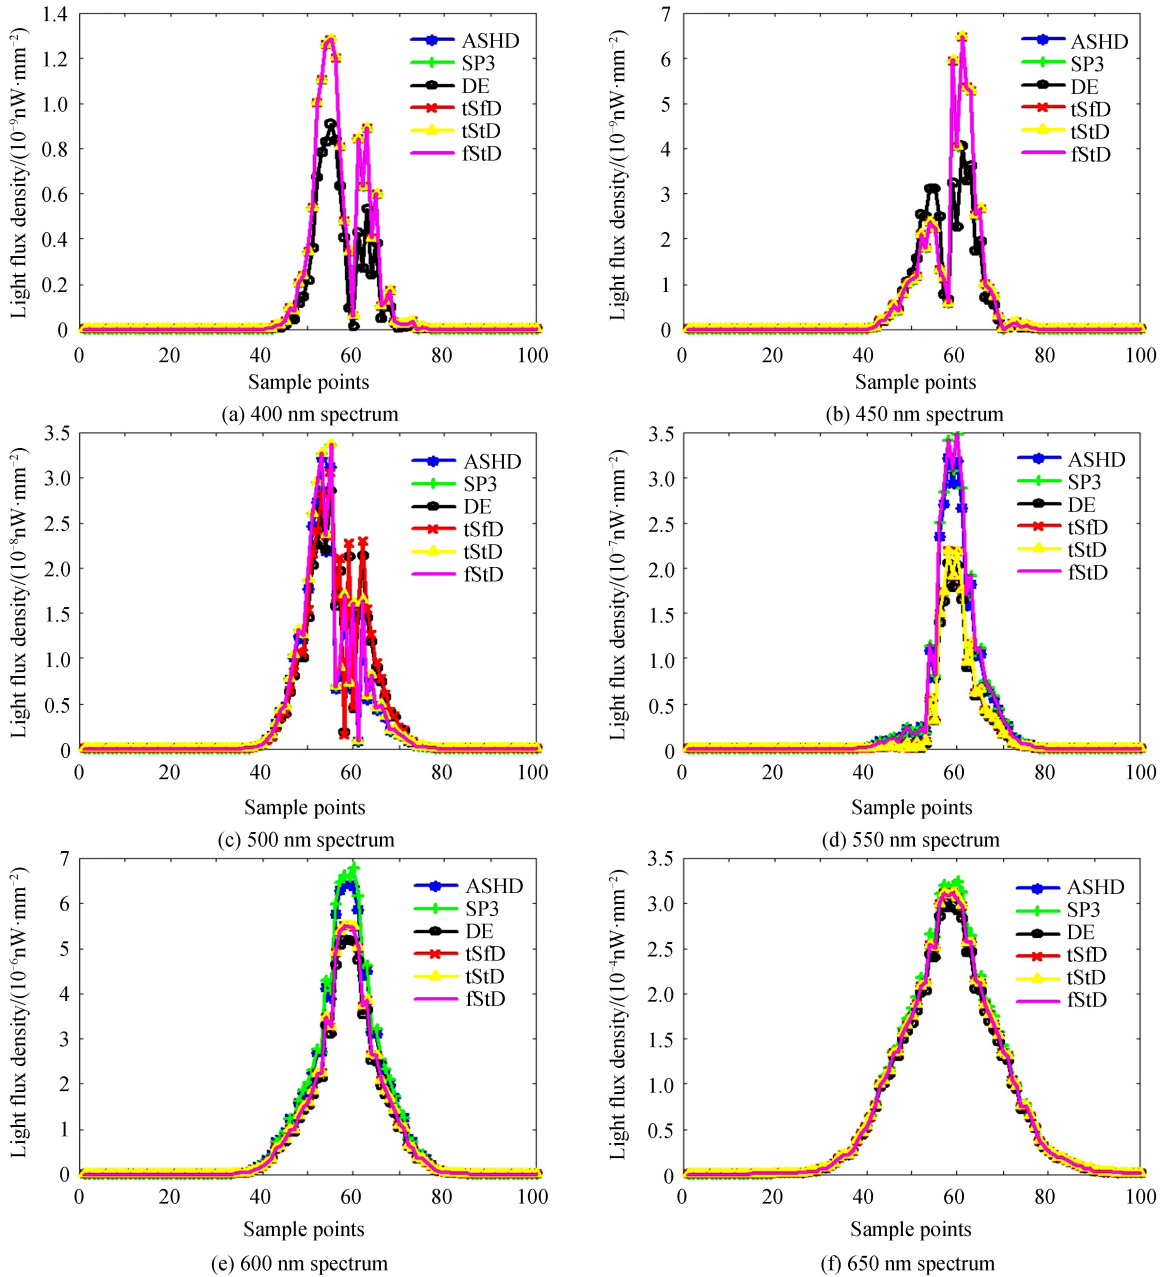 1.4
1.2
1.0
0.8
0.6
0.4
0.2
0
Light flux density/(10⁻⁹nW·mm⁻²)
ASHD
SP3
DE
tSfD
tStD
fStD
0 20 40 60 80 100
Sample points
(a) 400 nm spectrum
7
6
5
4
3
2
1
0
Light flux density/(10⁻⁹nW·mm⁻²)
ASHD
SP3
DE
tSfD
tStD
fStD
0 20 40 60 80 100
Sample points
(b) 450 nm spectrum
3.5
3.0
2.5
2.0
1.5
1.0
0.5
0
Light flux density/(10⁻⁸nW·mm⁻²)
ASHD
SP3
DE
tSfD
tStD
fStD
0 20 40 60 80 100
Sample points
(c) 500 nm spectrum
3.5
3.0
2.5
2.0
1.5
1.0
0.5
0
Light flux density/(10⁻⁷nW·mm⁻²)
ASHD
SP3
DE
tSfD
tStD
fStD
0 20 40 60 80 100
Sample points
(d) 550 nm spectrum
7
6
5
4
3
2
1
0
Light flux density/(10⁻⁶nW·mm⁻²)
ASHD
SP3
DE
tSfD
tStD
fStD
0 20 40 60 80 100
Sample points
(e) 600 nm spectrum
3.5
3.0
2.5
2.0
1.5
1.0
0.5
0
Light flux density/(10⁻⁴nW·mm⁻²)
ASHD
SP3
DE
tSfD
tStD
fStD
0 20 40 60 80 100
Sample points
(f) 650 nm spectrum